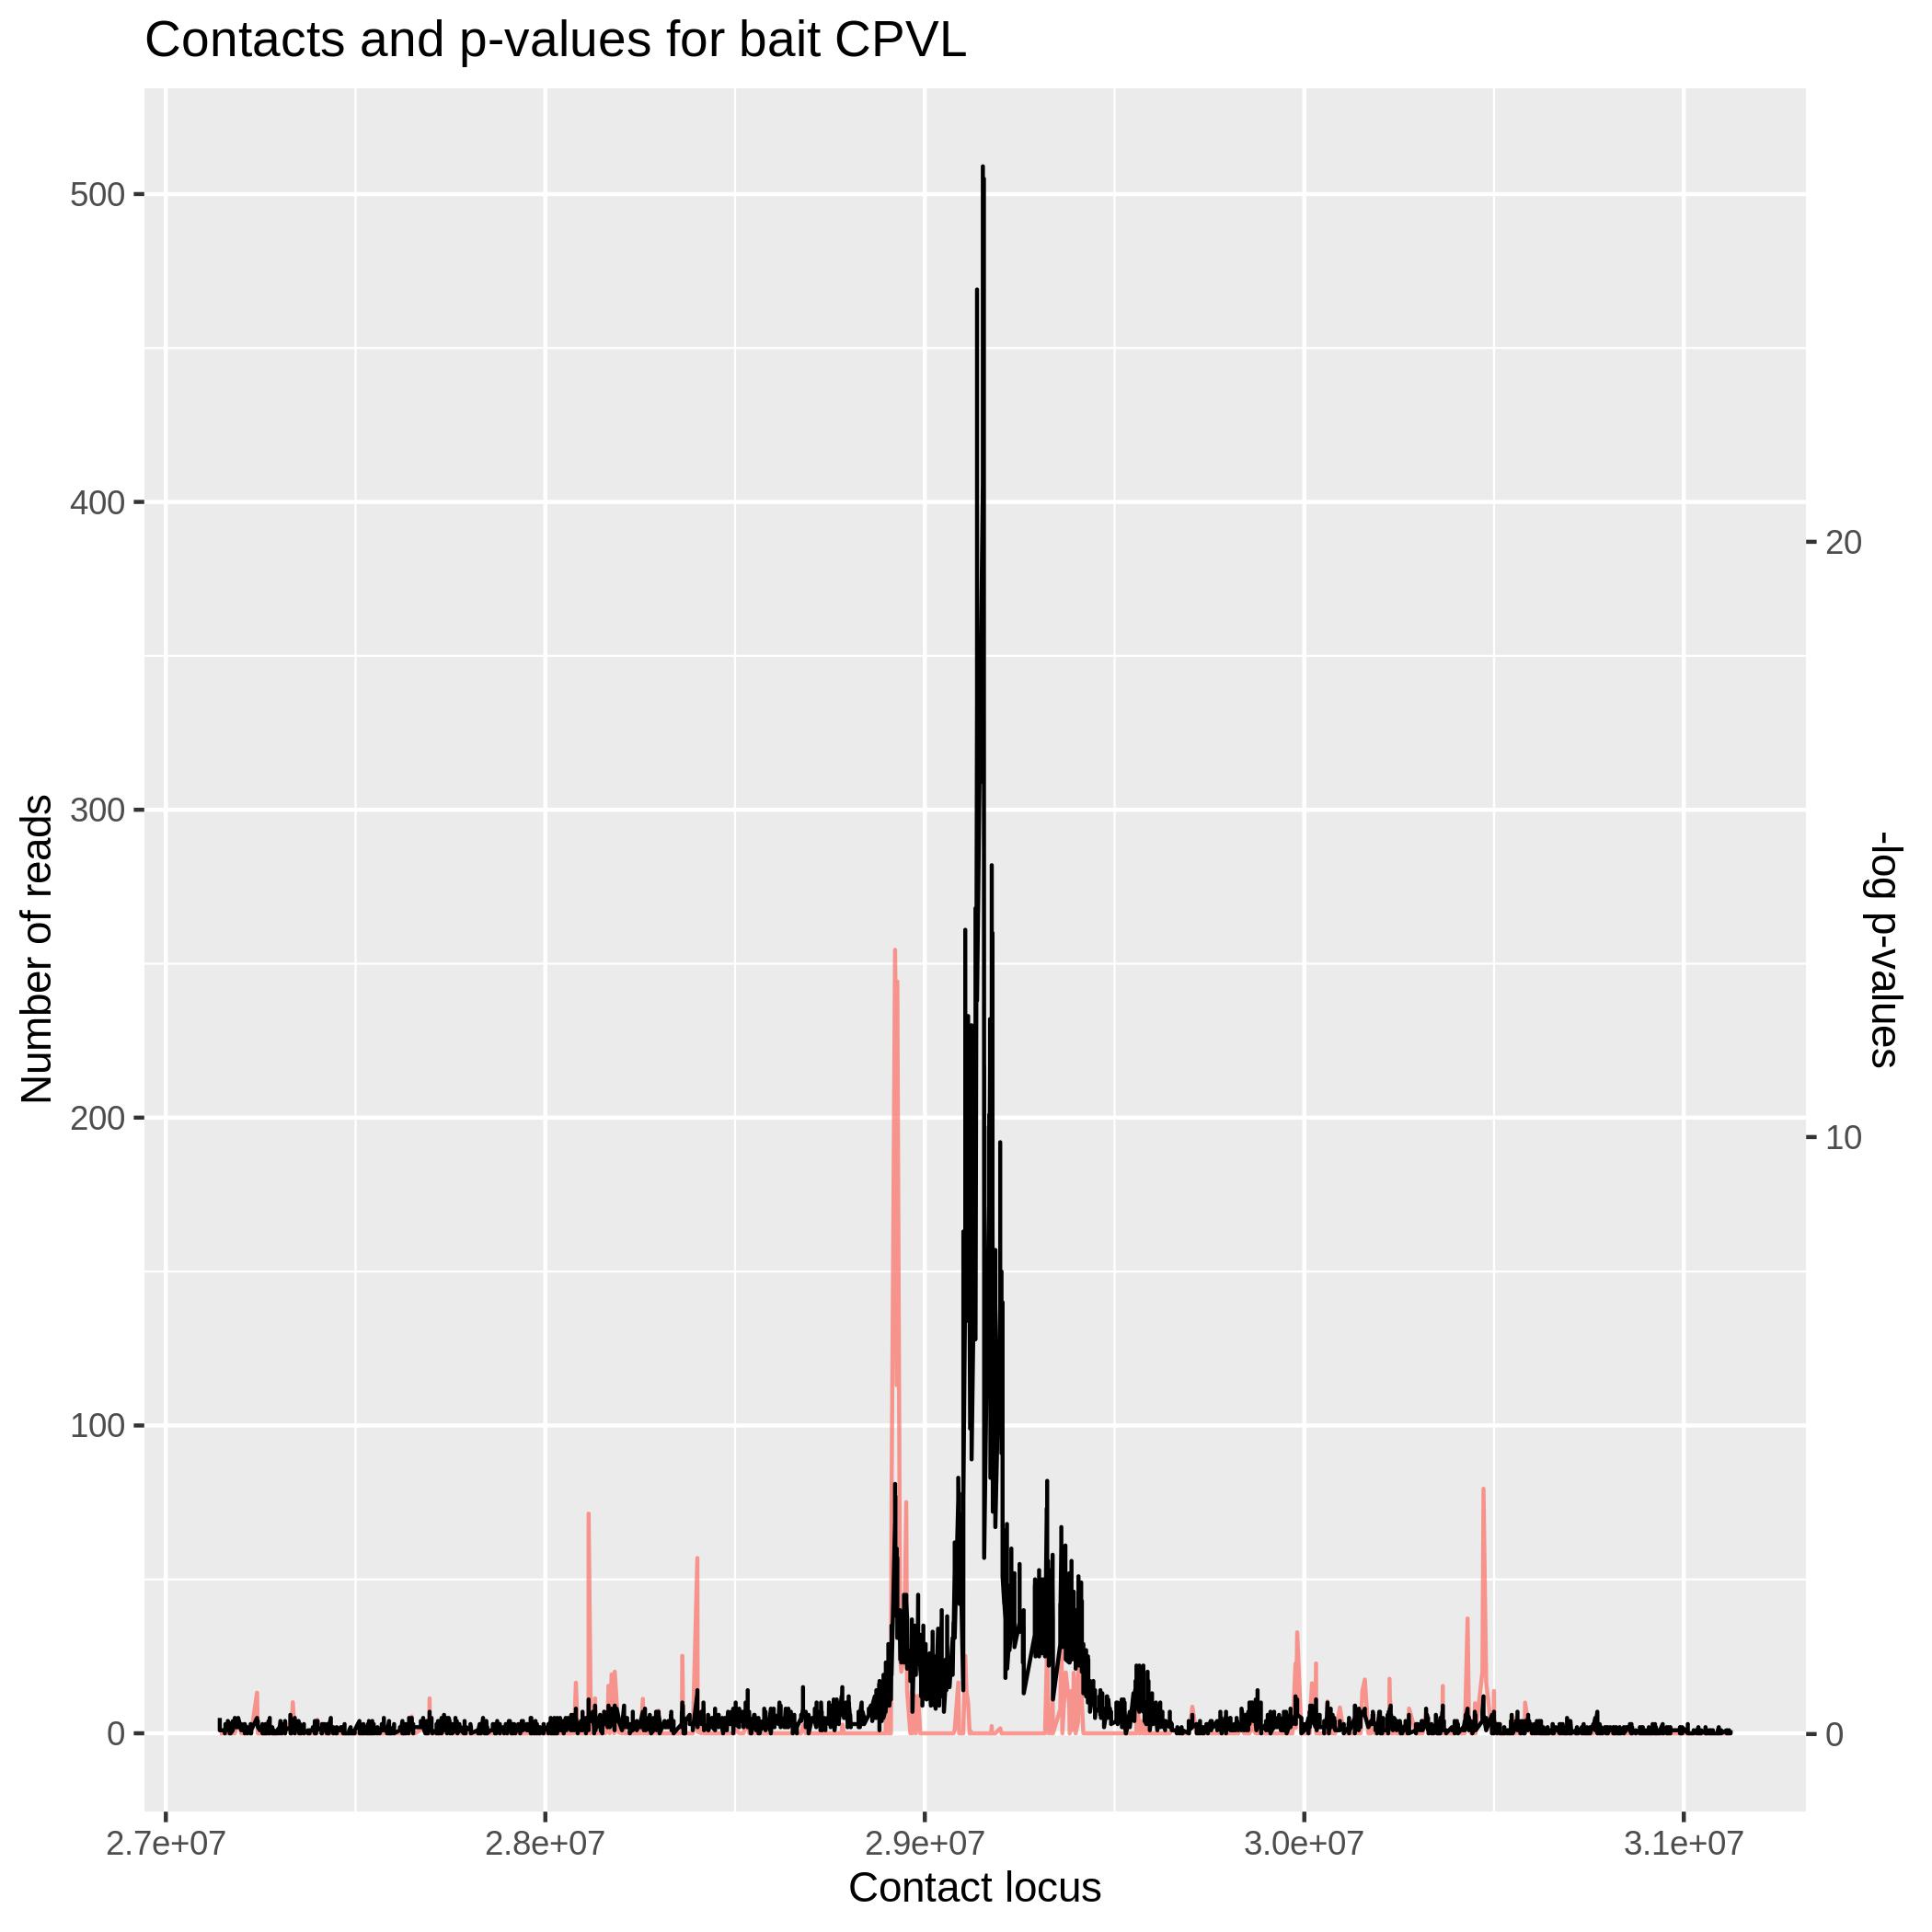 Contacts and p-values for bait CPVL
500
400
300
200
100
0
Number of reads
20
10
0
-log p-values
2.7e+07
2.8e+07
2.9e+07
3.0e+07
3.1e+07
Contact locus